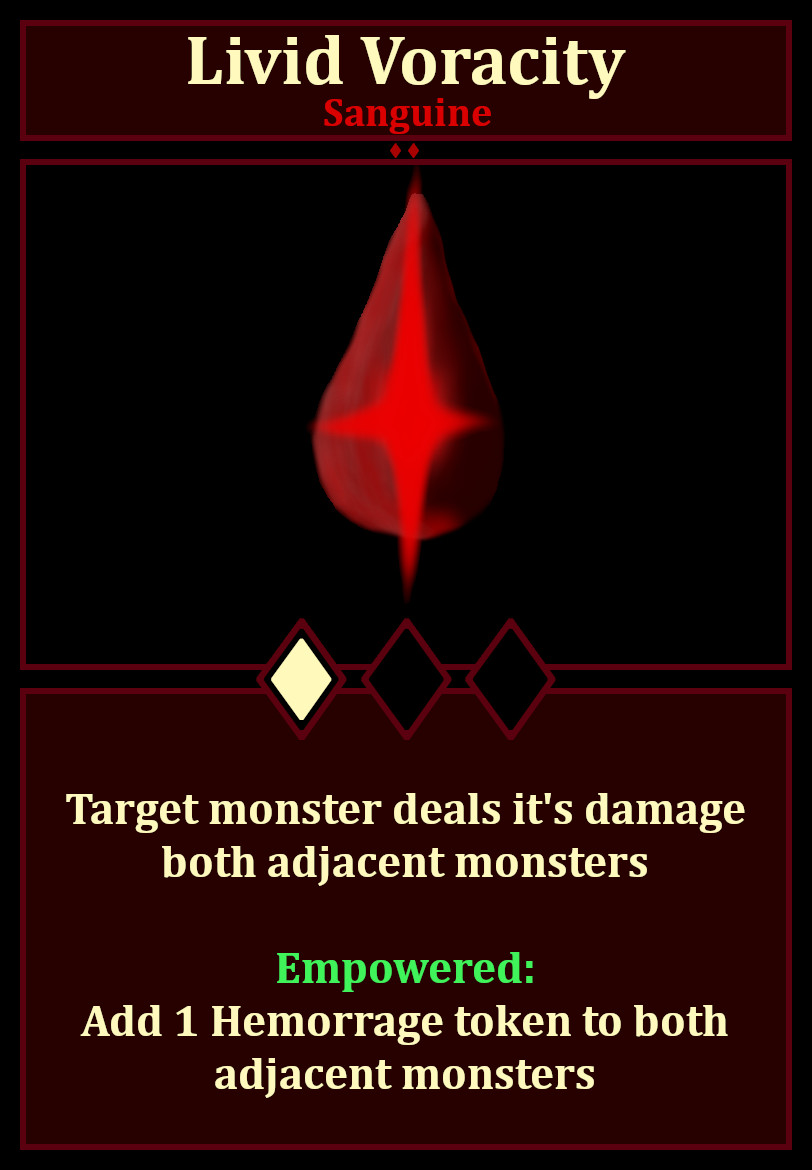 Livid Voracity
Sanguine
Target monster deals it's damage
both adjacent monsters
Empowered:
Add 1 Hemorrage token to both
adjacent monsters